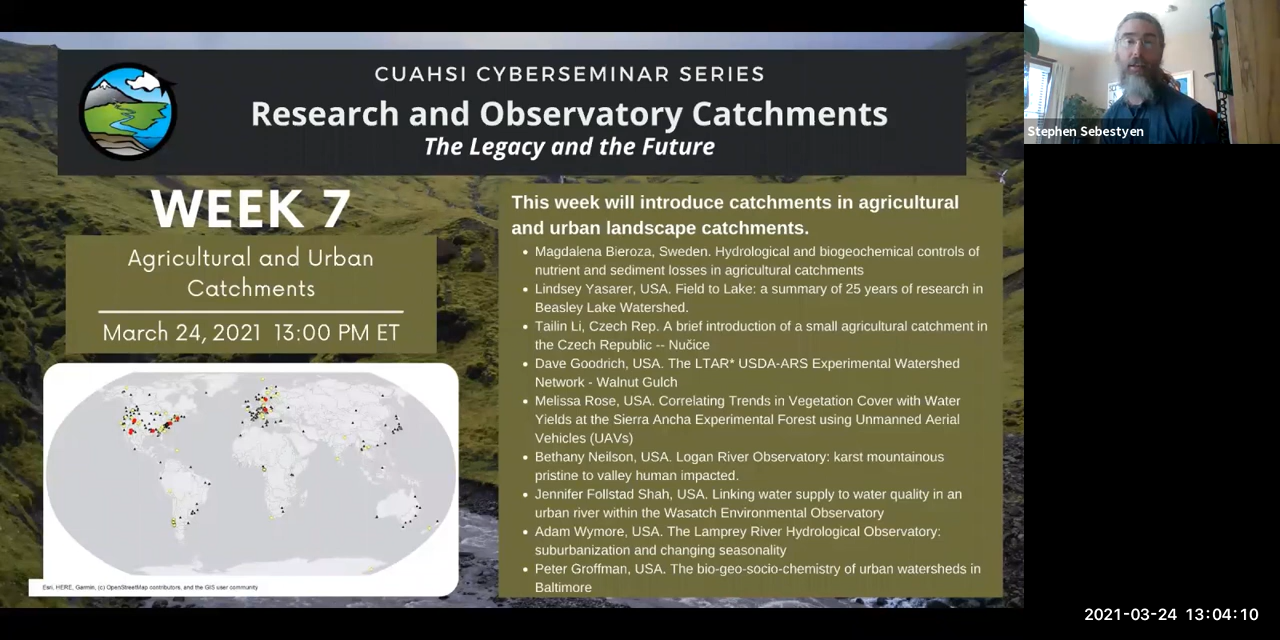 CUAHSI CYBERSEMINAR SERIES
Research and Observatory Catchments
The Legacy and the Future
WEEK 7
Agricultural and Urban
Catchments
March 24, 2021 13:00 PM ET
Esri, HERE, Garmin, (c) OpenStreetMap contributors, and the GIS user community
This week will introduce catchments in agricultural
and urban landscape catchments.
• Magdalena Bieroza, Sweden. Hydrological and biogeochemical controls of
nutrient and sediment losses in agricultural catchments
• Lindsey Yasarer, USA. Field to Lake: a summary of 25 years of research in
Beasley Lake Watershed.
• Tailin Li, Czech Rep. A brief introduction of a small agricultural catchment in
the Czech Republic -- Nučice
• Dave Goodrich, USA. The LTAR* USDA-ARS Experimental Watershed
Network - Walnut Gulch
• Melissa Rose, USA. Correlating Trends in Vegetation Cover with Water
Yields at the Sierra Ancha Experimental Forest using Unmanned Aerial
Vehicles (UAVs)
• Bethany Neilson, USA. Logan River Observatory: karst mountainous
pristine to valley human impacted.
• Jennifer Follstad Shah, USA. Linking water supply to water quality in an
urban river within the Wasatch Environmental Observatory
• Adam Wymore, USA. The Lamprey River Hydrological Observatory:
suburbanization and changing seasonality
• Peter Groffman, USA. The bio-geo-socio-chemistry of urban watersheds in
Baltimore
Stephen Sebestyen
2021-03-24 13:04:10